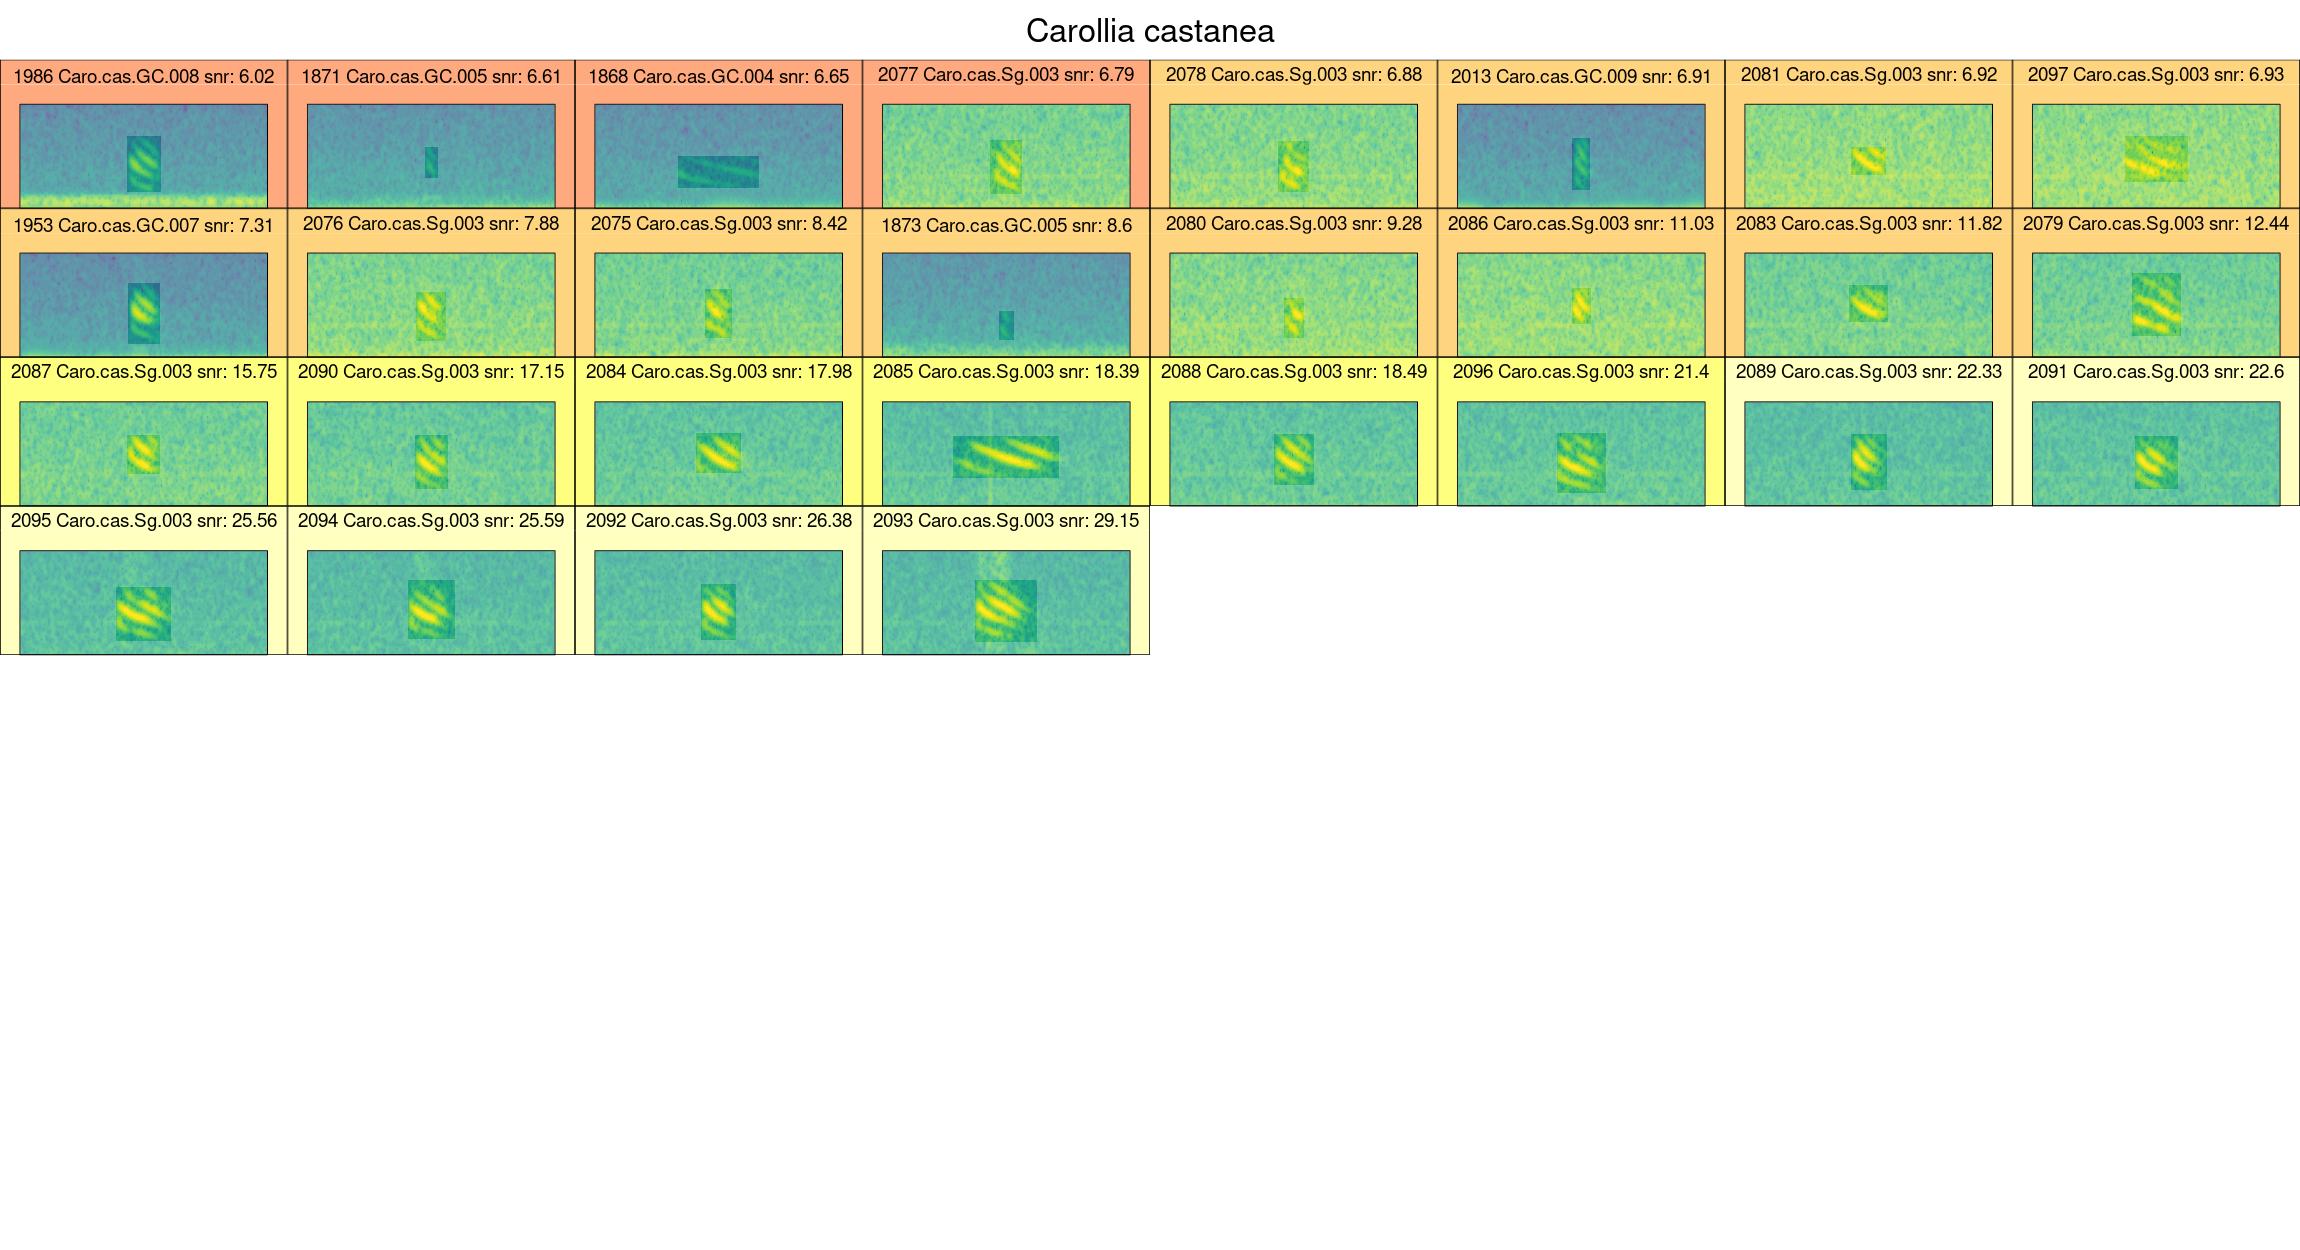 Carollia castanea
1986 Caro.cas.GC.008 snr: 6.02
1871 Caro.cas.GC.005 snr: 6.61
1868 Caro.cas.GC.004 snr: 6.65
2077 Caro.cas.Sg.003 snr: 6.79
2078 Caro.cas.Sg.003 snr: 6.88
2013 Caro.cas.GC.009 snr: 6.91
2081 Caro.cas.Sg.003 snr: 6.92
2097 Caro.cas.Sg.003 snr: 6.93
1953 Caro.cas.GC.007 snr: 7.31
2076 Caro.cas.Sg.003 snr: 7.88
2075 Caro.cas.Sg.003 snr: 8.42
1873 Caro.cas.GC.005 snr: 8.6
2080 Caro.cas.Sg.003 snr: 9.28
2086 Caro.cas.Sg.003 snr: 11.03
2083 Caro.cas.Sg.003 snr: 11.82
2079 Caro.cas.Sg.003 snr: 12.44
2087 Caro.cas.Sg.003 snr: 15.75
2090 Caro.cas.Sg.003 snr: 17.15
2084 Caro.cas.Sg.003 snr: 17.98
2085 Caro.cas.Sg.003 snr: 18.39
2088 Caro.cas.Sg.003 snr: 18.49
2096 Caro.cas.Sg.003 snr: 21.4
2089 Caro.cas.Sg.003 snr: 22.33
2091 Caro.cas.Sg.003 snr: 22.6
2095 Caro.cas.Sg.003 snr: 25.56
2094 Caro.cas.Sg.003 snr: 25.59
2092 Caro.cas.Sg.003 snr: 26.38
2093 Caro.cas.Sg.003 snr: 29.15